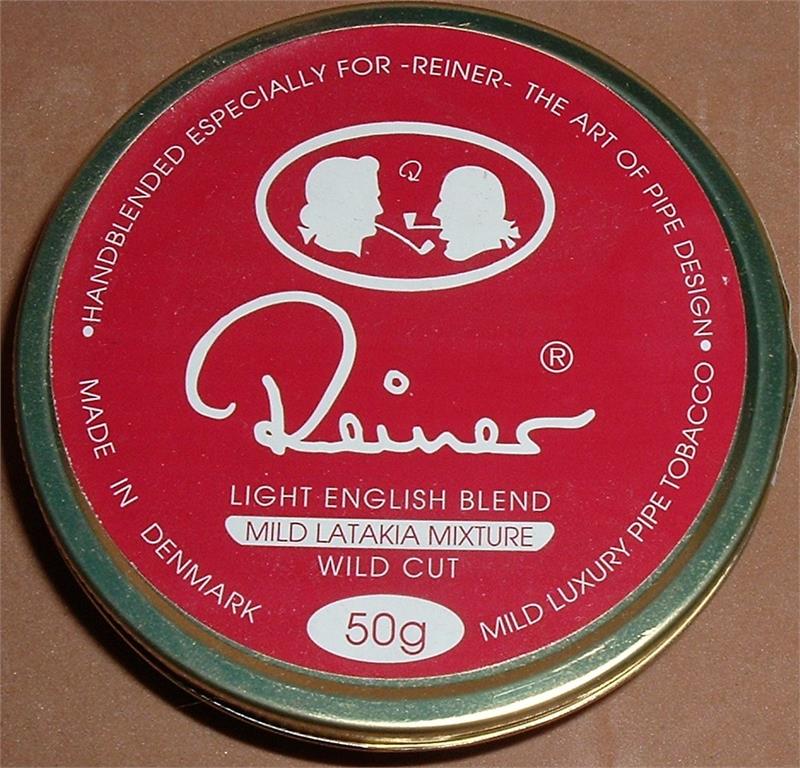 •HANDBLENDED ESPECIALLY FOR -REINER- THE ART OF PIPE DESIGN•
R
Reiner ®
LIGHT ENGLISH BLEND
MILD LATAKIA MIXTURE
WILD CUT
50g
MADE IN DENMARK
MILD LUXURY PIPE TOBACCO